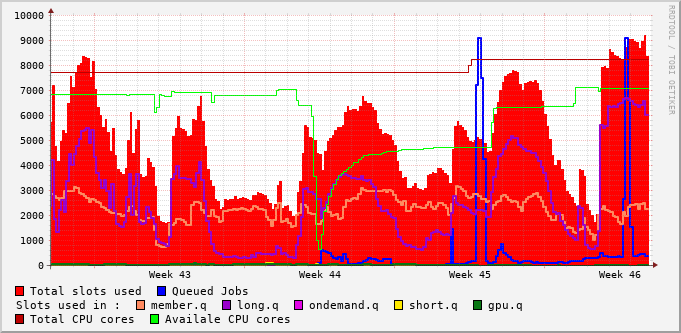 10000
9000
8000
7000
6000
5000
4000
3000
2000
1000
0
Week 43 Week 44 Week 45 Week 46
RRDTOOL / TOBI OETIKER
Total slots used Queued Jobs
Slots used in : member.q long.q ondemand.q short.q gpu.q
Total CPU cores Availale CPU cores